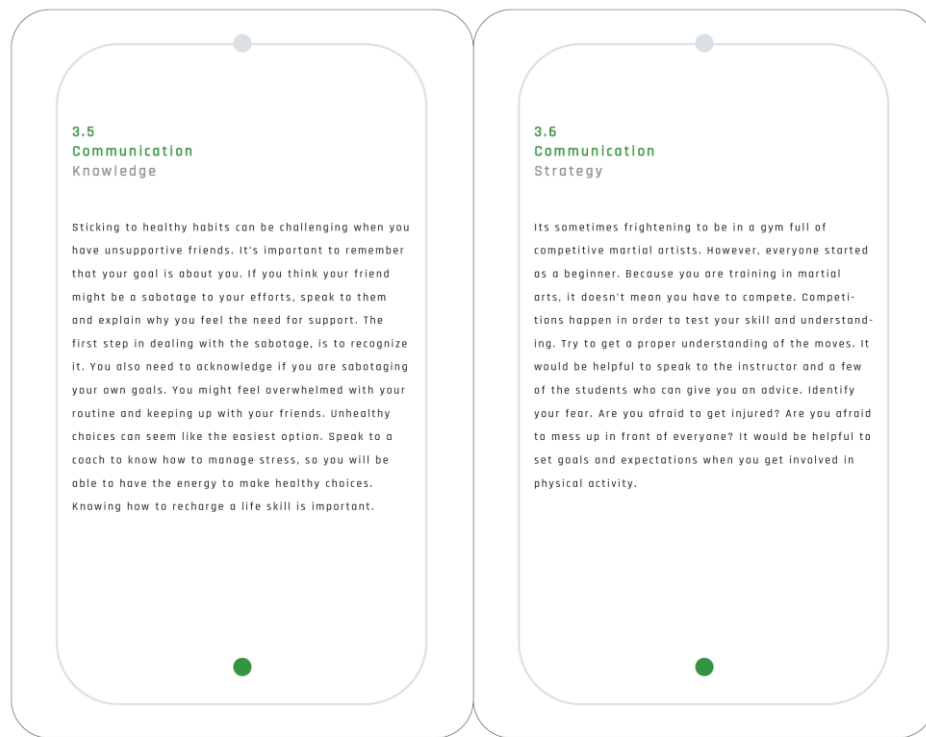 3.5
Communication
Knowledge
Sticking to healthy habits can be challenging when you
have unsupportive friends. It's important to remember
that your goal is about you. If you think your friend
might be a sabotage to your efforts, speak to them
and explain why you feel the need for support. The
first step in dealing with the sabotage, is to recognize
it. You also need to acknowledge if you are sabotaging
your own goals. You might feel overwhelmed with your
routine and keeping up with your friends. Unhealthy
choices can seem like the easiest option. Speak to a
coach to know how to manage stress, so you will be
able to have the energy to make healthy choices.
Knowing how to recharge a life skill is important.
3.6
Communication
Strategy
Its sometimes frightening to be in a gym full of
competitive martial artists. However, everyone started
as a beginner. Because you are training in martial
arts, it doesn't mean you have to compete. Competi-
tions happen in order to test your skill and understand-
ing. Try to get a proper understanding of the moves. It
would be helpful to speak to the instructor and a few
of the students who can give you an advice. Identify
your fear. Are you afraid to get injured? Are you afraid
to mess up in front of everyone? It would be helpful to
set goals and expectations when you get involved in
physical activity.